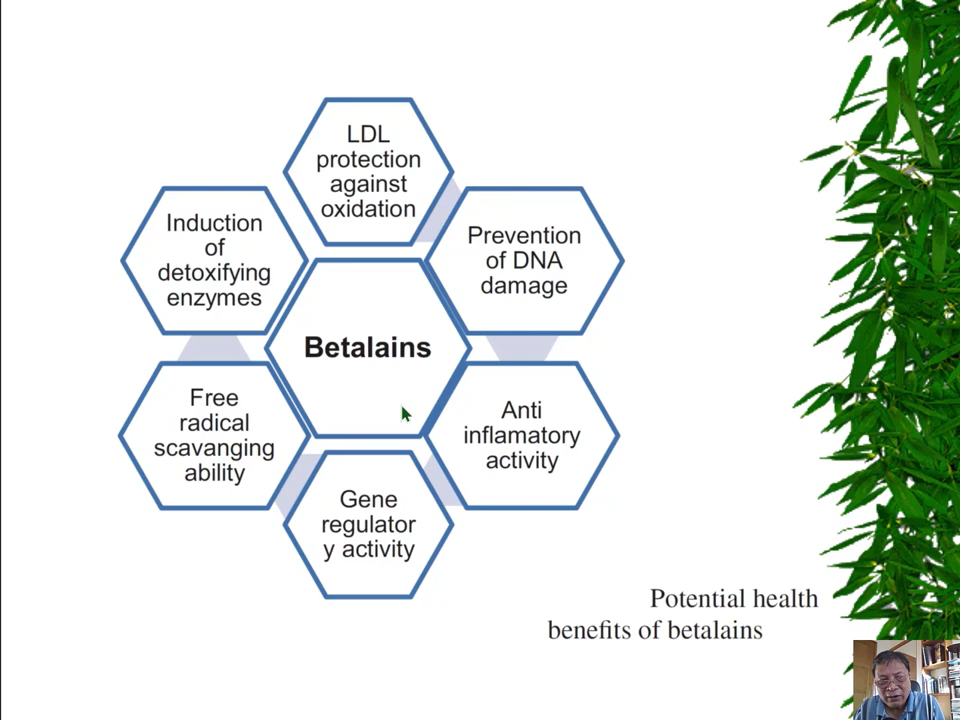 LDL
protection
against
oxidation
Induction
of
detoxifying
enzymes
Prevention
of DNA
damage
Betalains
Free
radical
scavanging
ability
Anti
inflamatory
activity
Gene
regulator
y activity
Potential health
benefits of betalains